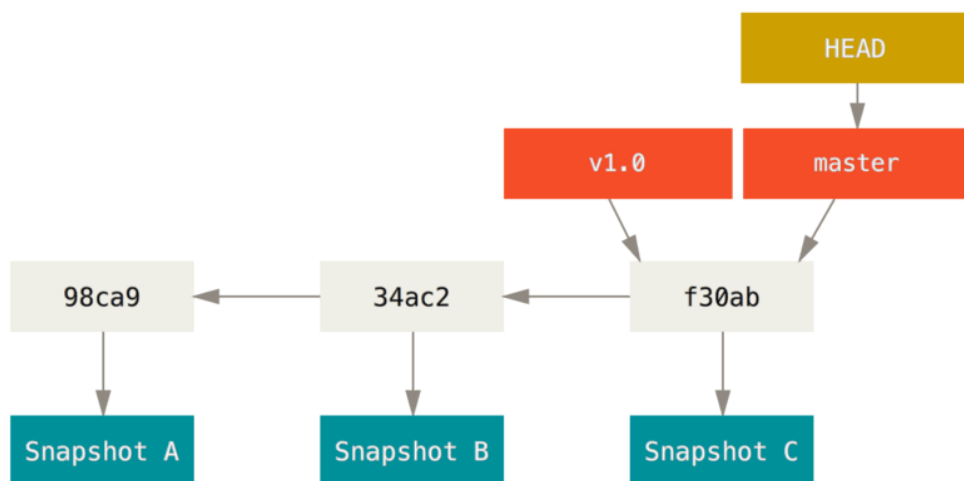 HEAD
v1.0
master
98ca9
34ac2
f30ab
Snapshot A
Snapshot B
Snapshot C